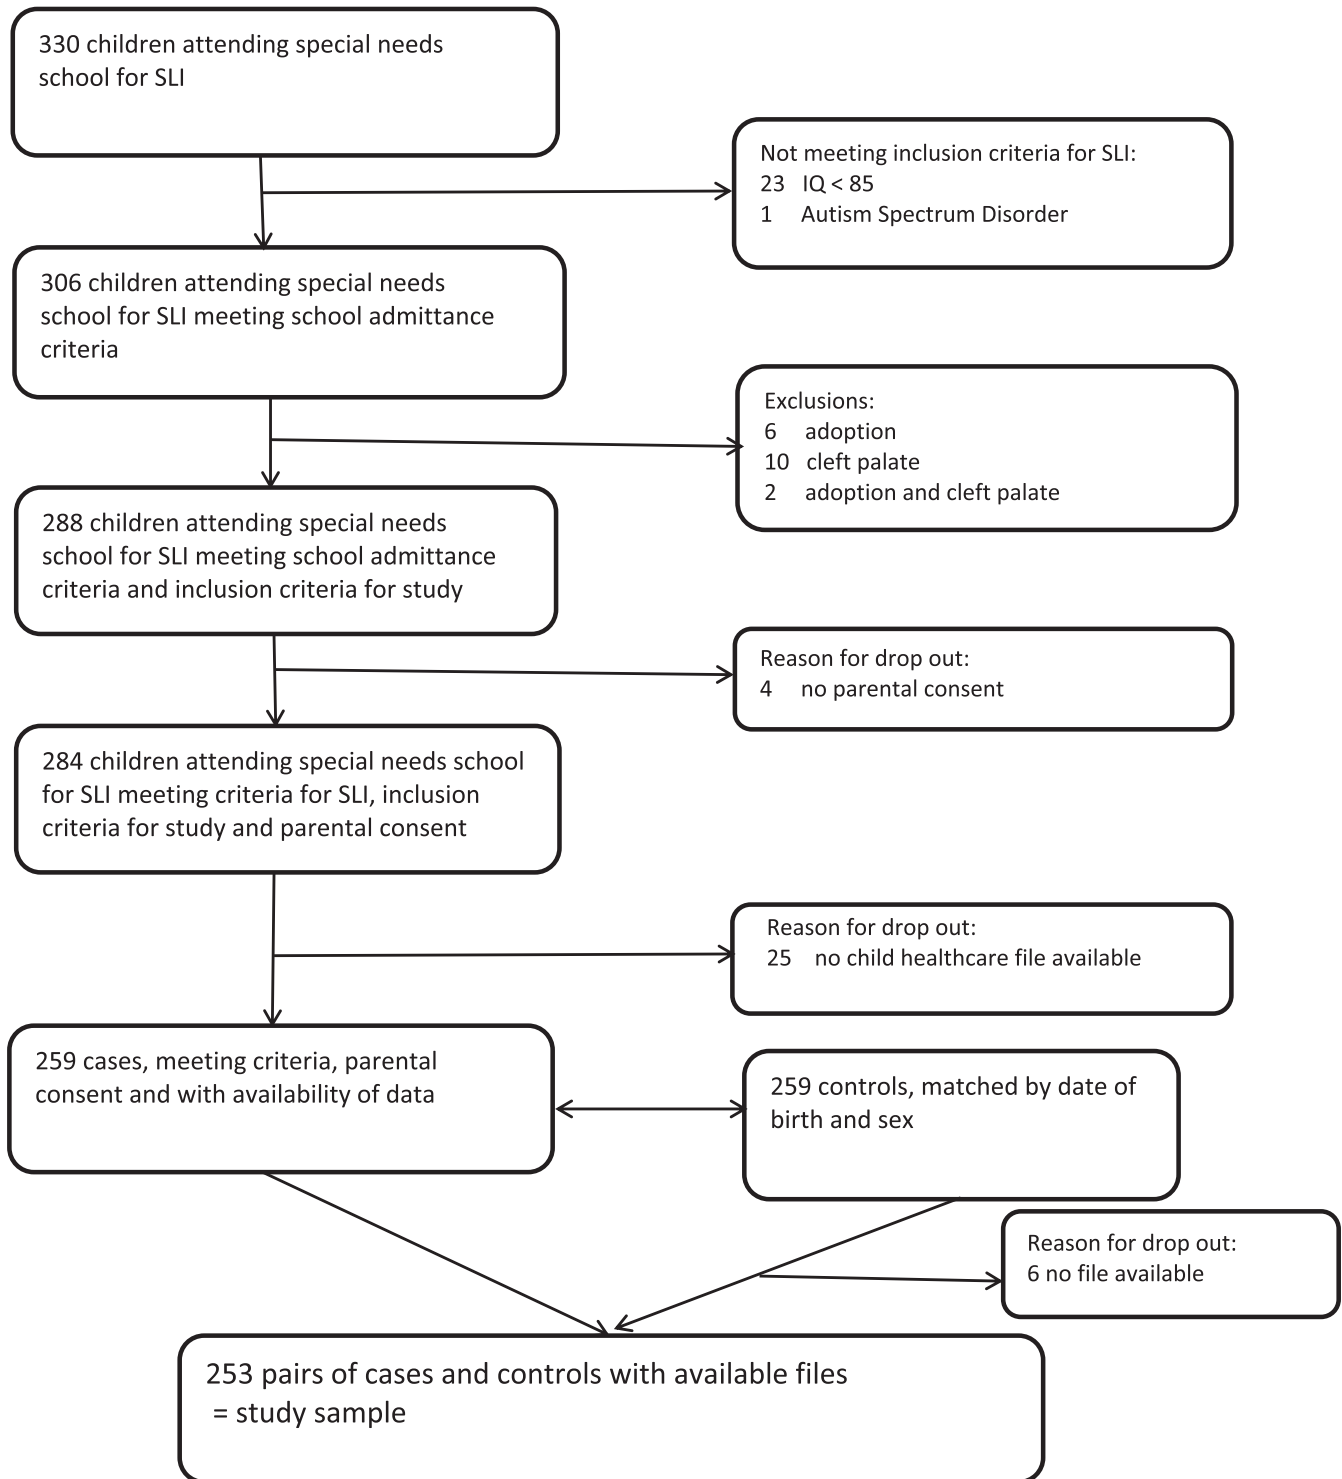 330 children attending special needs
school for SLI
Not meeting inclusion criteria for SLI:
23 IQ < 85
1 Autism Spectrum Disorder
306 children attending special needs
school for SLI meeting school admittance
criteria
Exclusions:
6 adoption
10 cleft palate
2 adoption and cleft palate
288 children attending special needs
school for SLI meeting school admittance
criteria and inclusion criteria for study
Reason for drop out:
4 no parental consent
284 children attending special needs school
for SLI meeting criteria for SLI, inclusion
criteria for study and parental consent
Reason for drop out:
25 no child healthcare file available
259 cases, meeting criteria, parental
consent and with availability of data
259 controls, matched by date of
birth and sex
Reason for drop out:
6 no file available
253 pairs of cases and controls with available files
= study sample